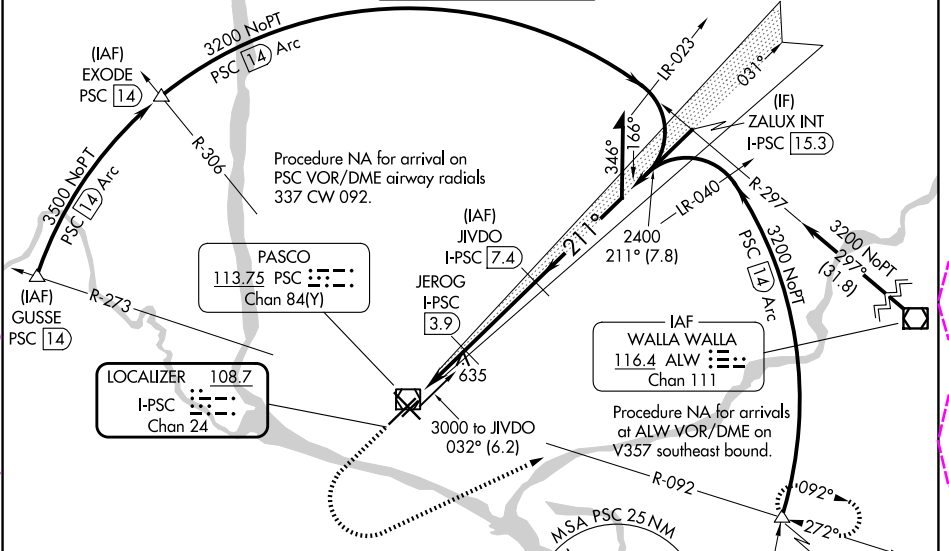 3200 NoPT
PSC 14 Arc
(IAF)
EXODE
PSC 14
R-306
3500 NoPT
PSC 14 Arc
(IAF)
GUSSE
PSC 14
R-273
Procedure NA for arrival on
PSC VOR/DME airway radials
337 CW 092.
LR-023
031°
(IF)
ZALUX INT
I-PSC 15.3
346°
166°
LR-040
R-297
211°
2400
211° (7.8)
3200 NoPT
297°
(31.8)
3200 NoPT
PSC 14 Arc
(IAF)
JIVDO
I-PSC 7.4
JEROG
I-PSC
3.9
635
PASCO
113.75 PSC
Chan 84(Y)
LOCALIZER 108.7
I-PSC
Chan 24
3000 to JIVDO
032° (6.2)
IAF
WALLA WALLA
116.4 ALW
Chan 111
Procedure NA for arrivals
at ALW VOR/DME on
V357 southeast bound.
R-092
092°
272°
MSA PSC 25 NM